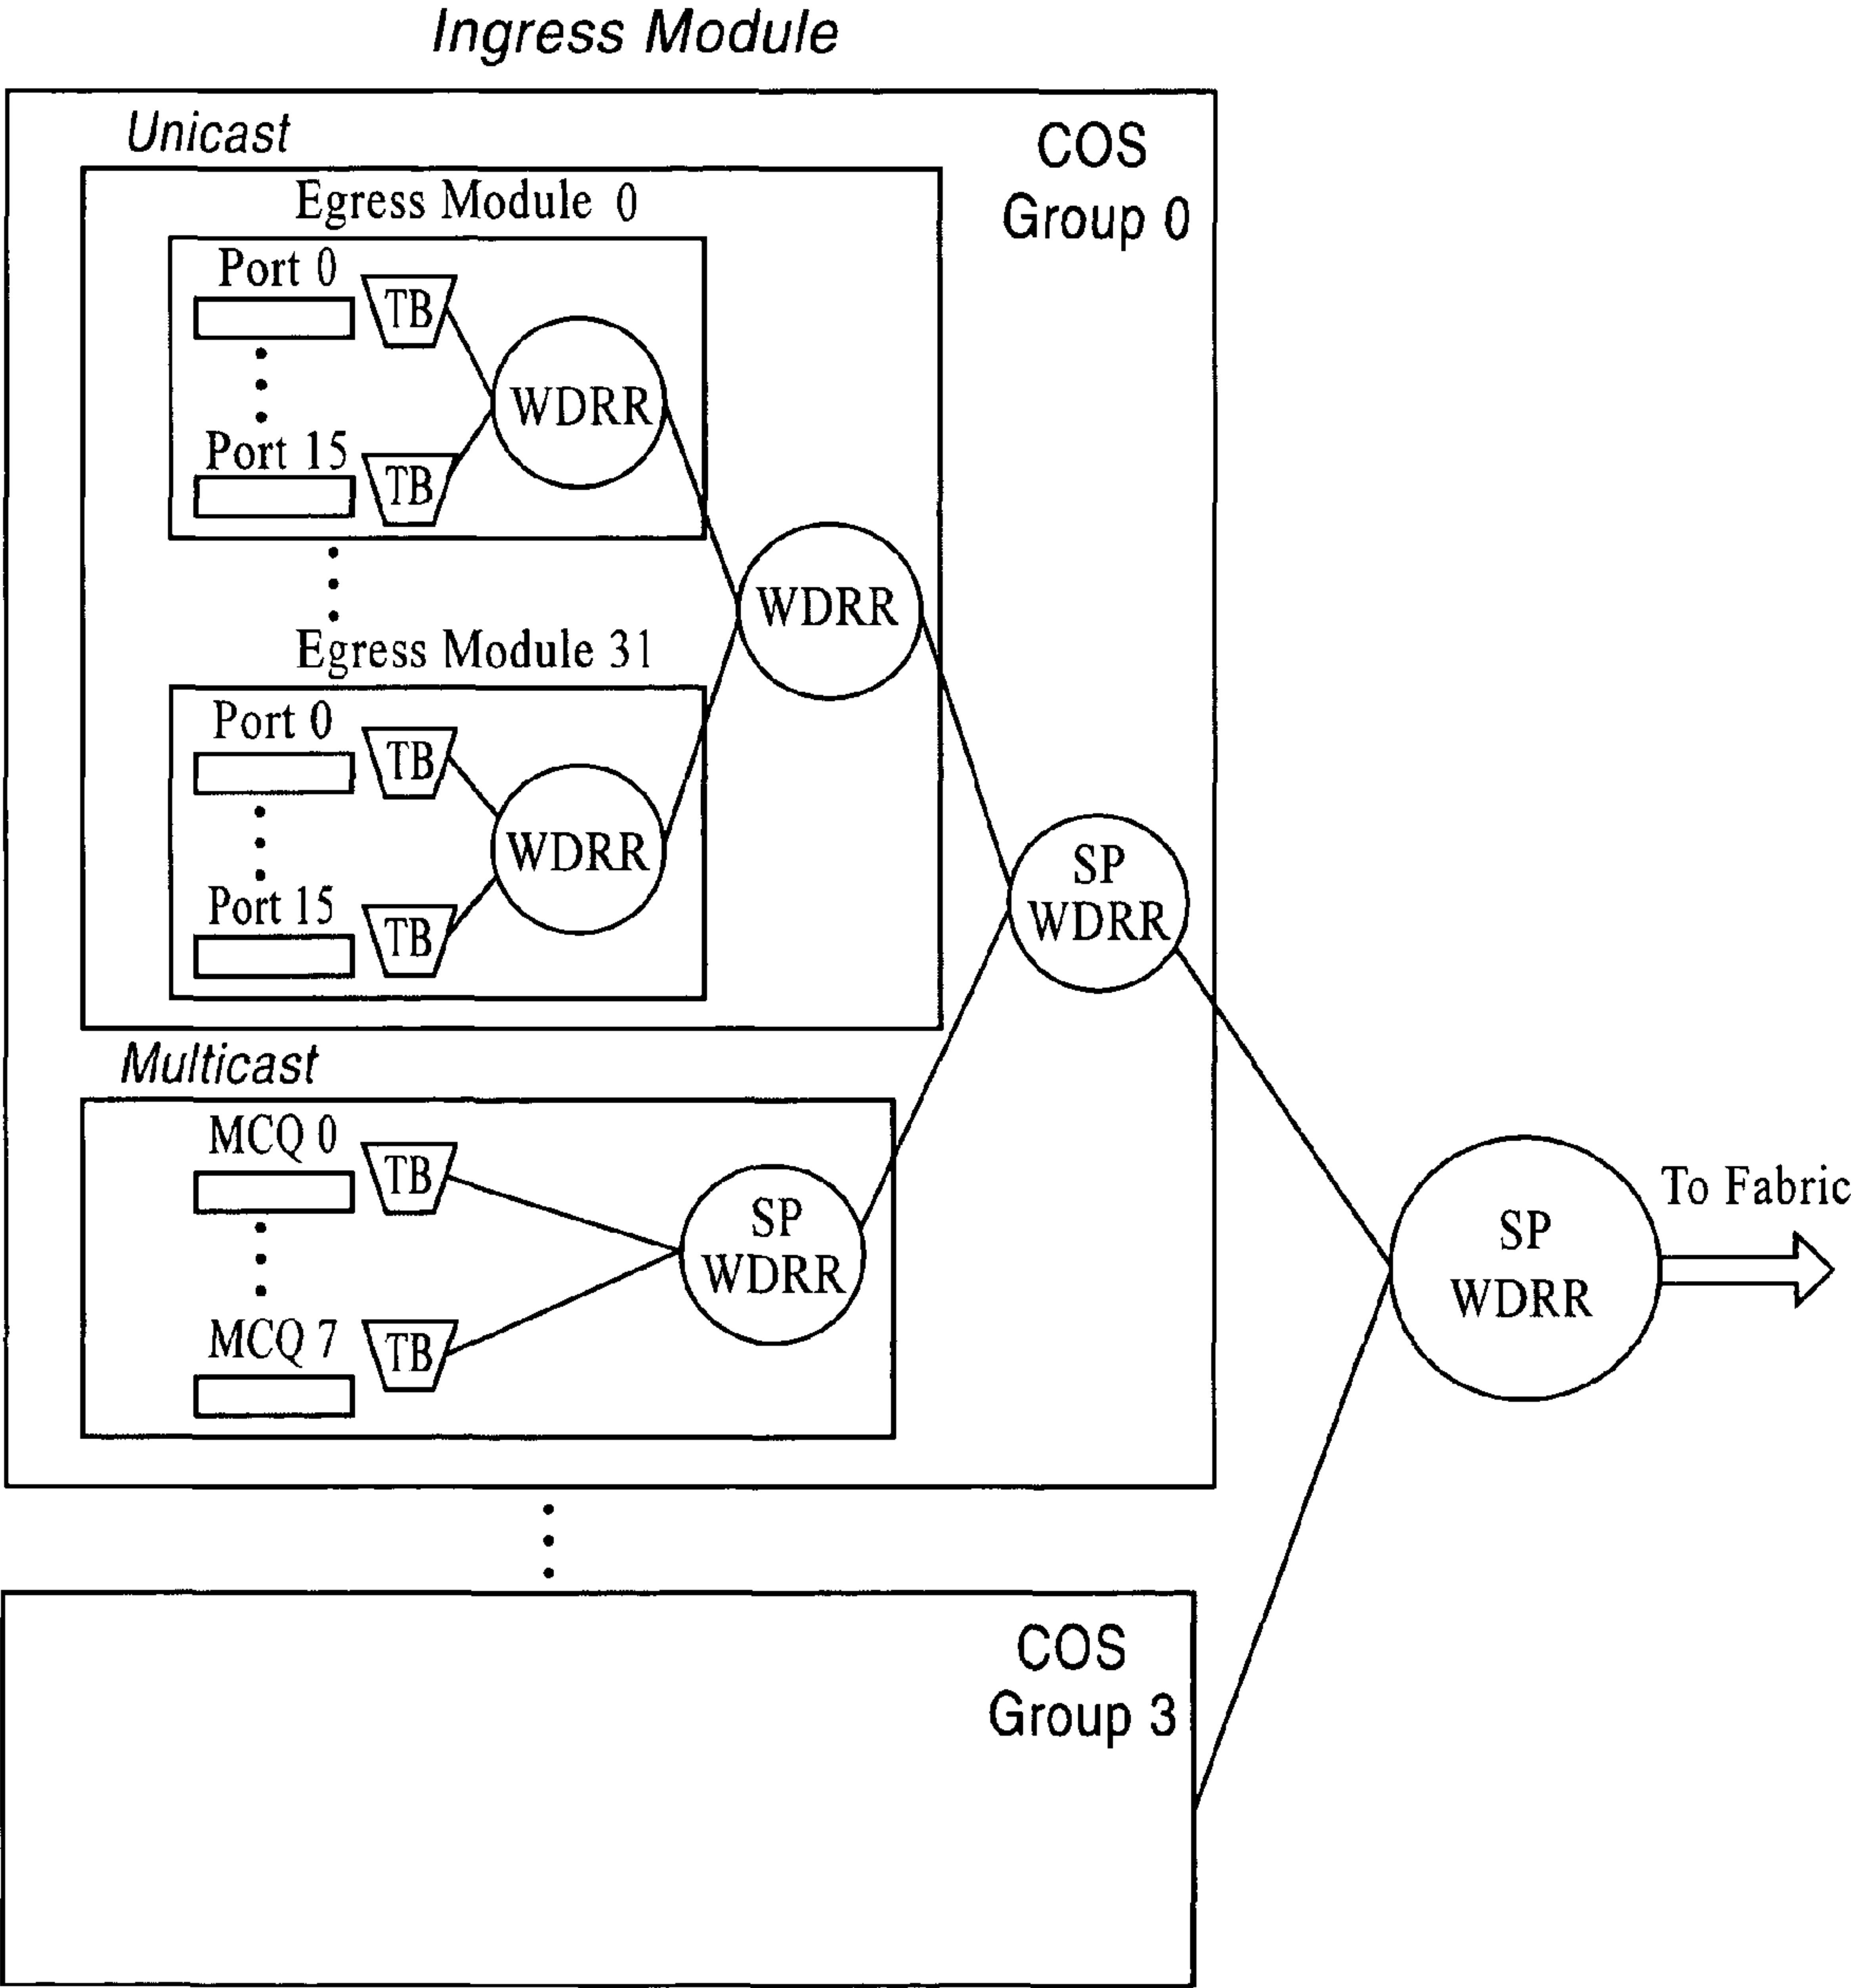 Ingress Module
Unicast
COS
Group 0
Egress Module 0
Port 0
TB
WDRR
Port 15
TB
WDRR
Egress Module 31
Port 0
TB
WDRR
Port 15
TB
SP
WDRR
Multicast
MCQ 0
TB
SP
WDRR
MCQ 7
TB
To Fabric
SP
WDRR
COS
Group 3